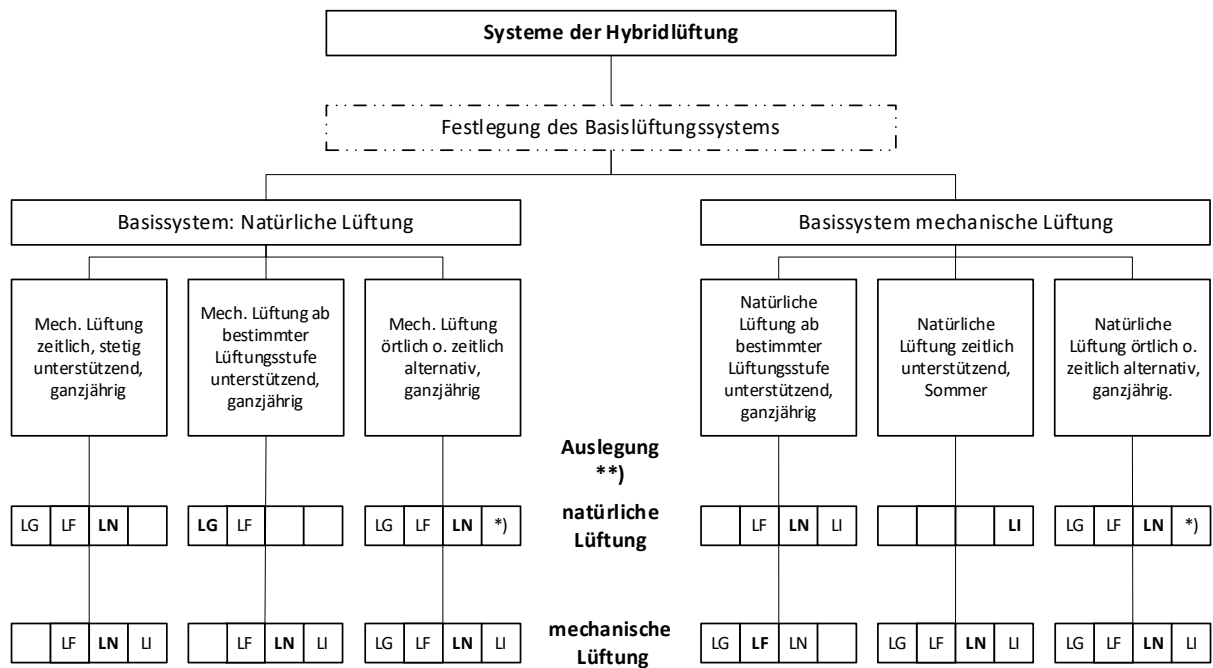 Systeme der Hybridlüftung
Festlegung des Basislüftungssystems
Basissystem: Natürliche Lüftung
Basissystem mechanische Lüftung
Mech. Lüftung
zeitlich, stetig
unterstützend,
ganzjährig
Mech. Lüftung ab
bestimmter
Lüftungsstufe
unterstützend,
ganzjährig
Mech. Lüftung
örtlich o. zeitlich
alternativ,
ganzjährig
Natürliche
Lüftung ab
bestimmter
Lüftungsstufe
unterstützend,
ganzjährig
Natürliche
Lüftung zeitlich
unterstützend,
Sommer
Natürliche
Lüftung örtlich o.
zeitlich alternativ,
ganzjährig.
Auslegung
**)
LG LF LN
LG LF
LG LF LN *)
natürliche
Lüftung
LF LN LI
LI
LG LF LN *)
LF LN LI
LF LN LI
LG LF LN LI
mechanische
Lüftung
LG LF LN
LG LF LN LI
LG LF LN LI